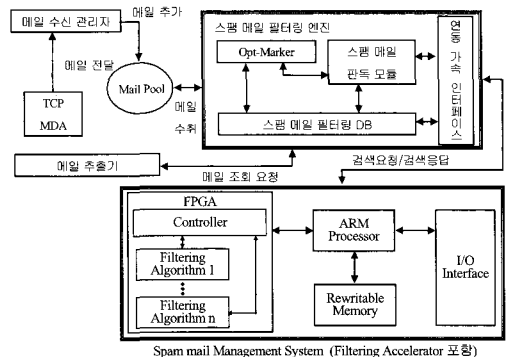 메일 수신 관리자
메일 추가
메일 전달
TCP
MDA
Mail Pool
메일
수취
스팸 메일 필터링 엔진
Opt-Marker
스팸 메일
판독 모듈
스팸 메일 필터링 DB
연동 가속 인터페이스
메일 추출기
메일 조회 요청
검색요청/검색응답
FPGA
Controller
Filtering
Algorithm 1
Filtering
Algorithm n
ARM
Processor
Rewritable
Memory
I/O
Interface
Spam mail Management System (Filtering Accelerator 포함)